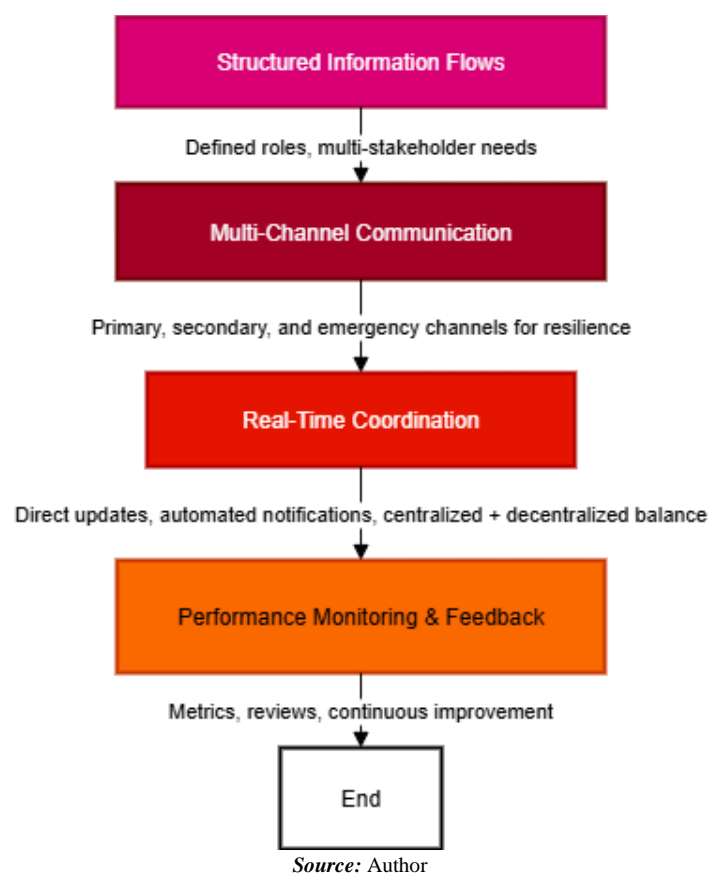 Structured Information Flows
Defined roles, multi-stakeholder needs
Multi-Channel Communication
Primary, secondary, and emergency channels for resilience
Real-Time Coordination
Direct updates, automated notifications, centralized + decentralized balance
Performance Monitoring & Feedback
Metrics, reviews, continuous improvement
End
Source: Author